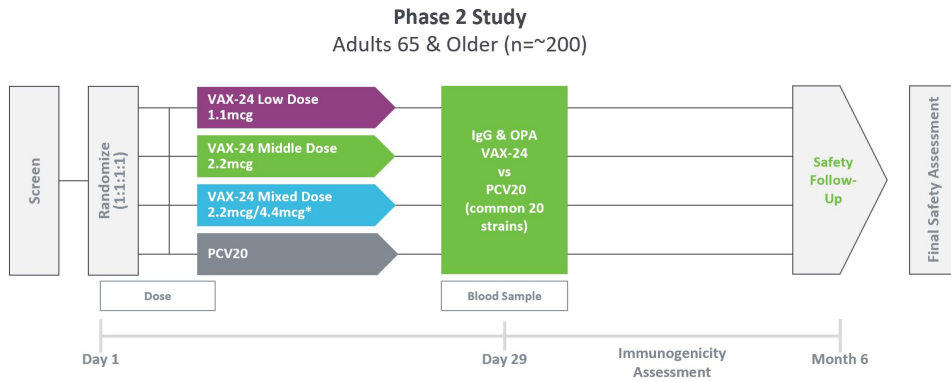 Phase 2 Study
Adults 65 & Older (n=~200)
Screen
Randomize
(1:1:1:1)
VAX-24 Low Dose
1.1mcg
VAX-24 Middle Dose
2.2mcg
VAX-24 Mixed Dose
2.2mcg/4.4mcg*
PCV20
IgG & OPA
VAX-24
vs
PCV20
(common 20
strains)
Safety
Follow-
Up
Final Safety Assessment
Dose
Blood Sample
Day 1
Day 29
Immunogenicity
Assessment
Month 6